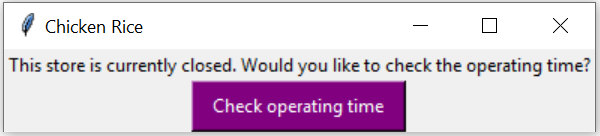 Chicken Rice
This store is currently closed. Would you like to check the operating time?
Check operating time